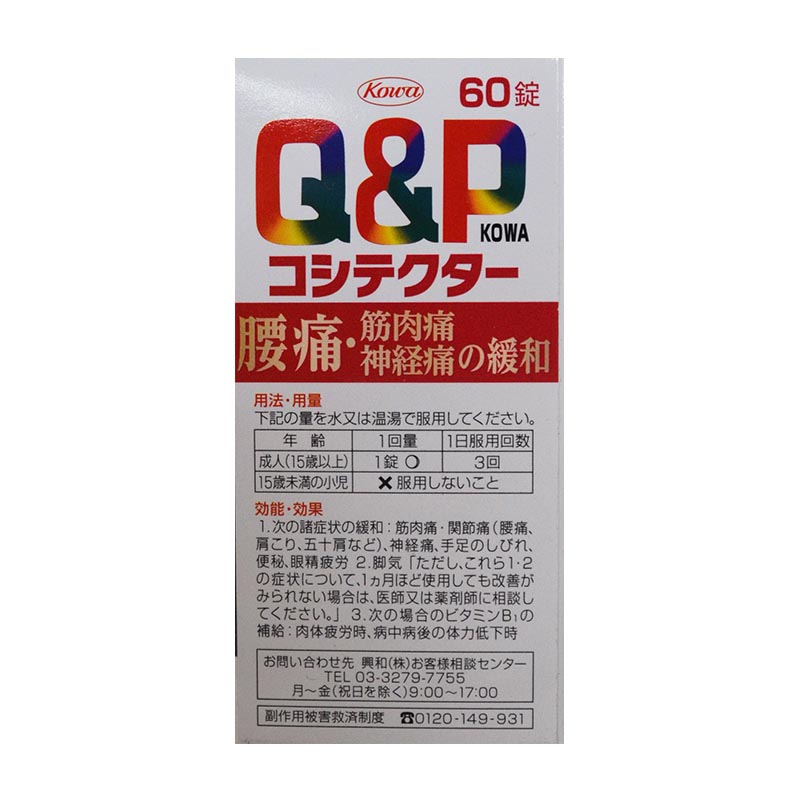 Kowa
60錠
Q&P
KOWA
コシテクター
腰痛・筋肉痛
神経痛の緩和
用法・用量
下記の量を水又は温湯で服用してください。
年 齢 1回量 1日服用回数
成人(15歳以上) 1錠 ○ 3回
15歳未満の小児 ×服用しないこと
効能・効果
1.次の諸症状の緩和：筋肉痛・関節痛(腰痛、
肩こり、五十肩など)、神経痛、手足のしびれ、
便秘、眼精疲労 2.脚気「ただし、これら1・2
の症状について、1ヵ月ほど使用しても改善が
みられない場合は、医師又は薬剤師に相談し
てください。」 3.次の場合のビタミンB₁の
補給：肉体疲労時、病中病後の体力低下時
お問い合わせ先 興和(株)お客様相談センター
TEL 03-3279-7755
月〜金(祝日を除く)9:00〜17:00
副作用被害救済制度 ☎0120-149-931